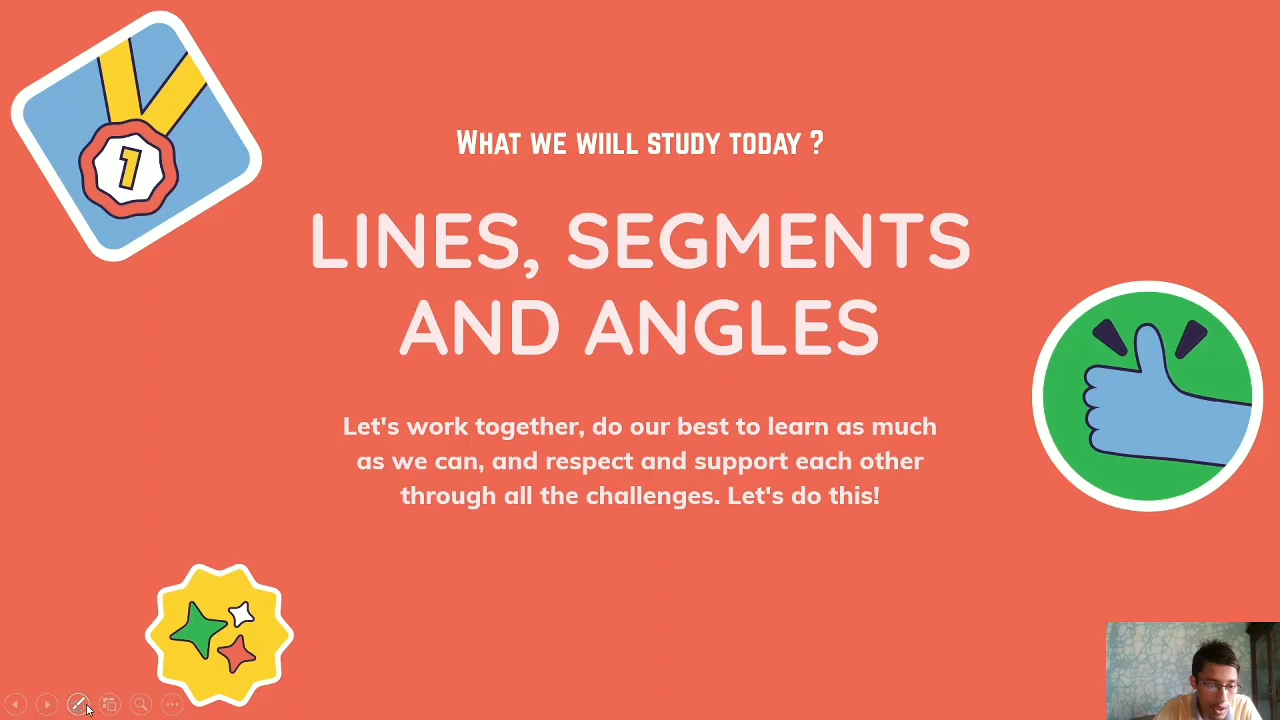 1
What we wiill study today ?
LINES, SEGMENTS
AND ANGLES
Let's work together, do our best to learn as much
as we can, and respect and support each other
through all the challenges. Let's do this!